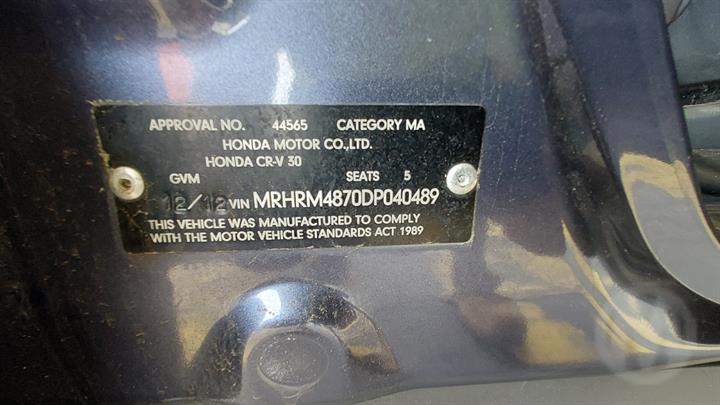 APPROVAL NO. 44565 CATEGORY MA
HONDA MOTOR CO.,LTD.
HONDA CR-V 30
GVM SEATS 5
12/12 VIN MRHRM4870DP040489
THIS VEHICLE WAS MANUFACTURED TO COMPLY
WITH THE MOTOR VEHICLE STANDARDS ACT 1989